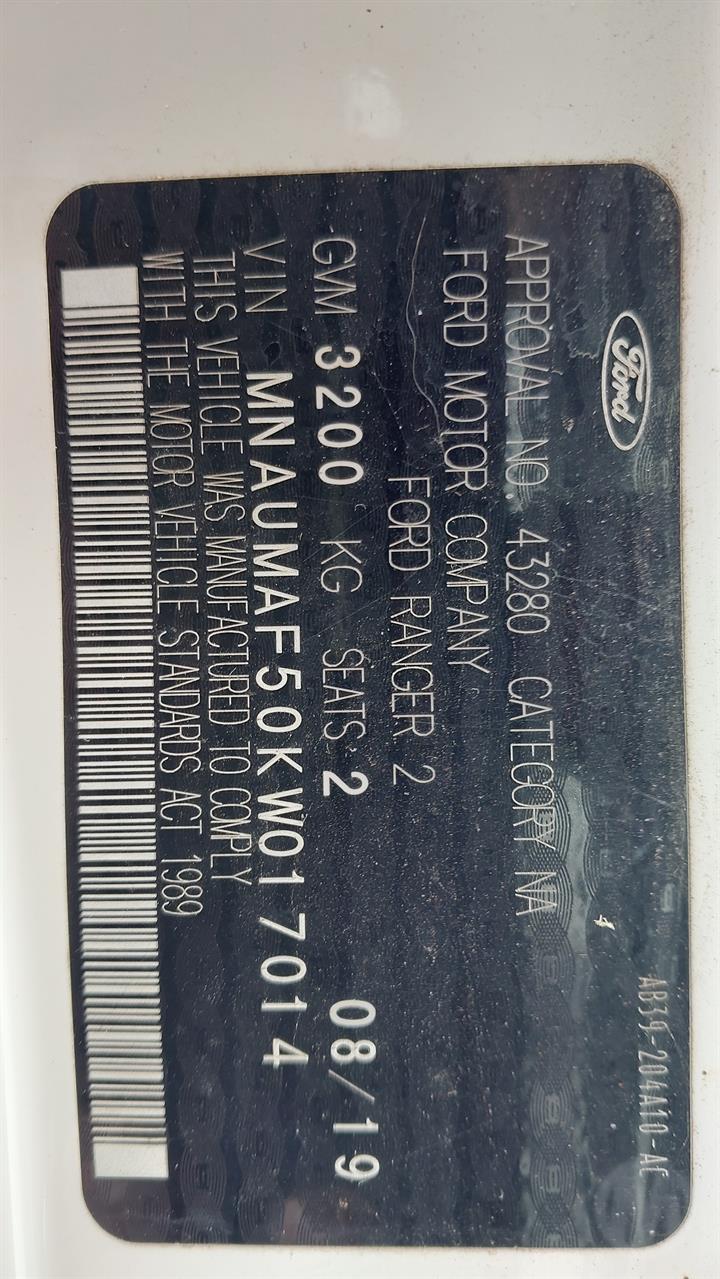 Ford
AB39-204A10-AC
APPROVAL NO. 43280 CATEGORY NA
FORD MOTOR COMPANY
FORD RANGER 2
GVM 3200 KG SEATS 2 08/19
VIN MNAUMAF50KW017014
THIS VEHICLE WAS MANUFACTURED TO COMPLY
WITH THE MOTOR VEHICLE STANDARDS ACT 1989